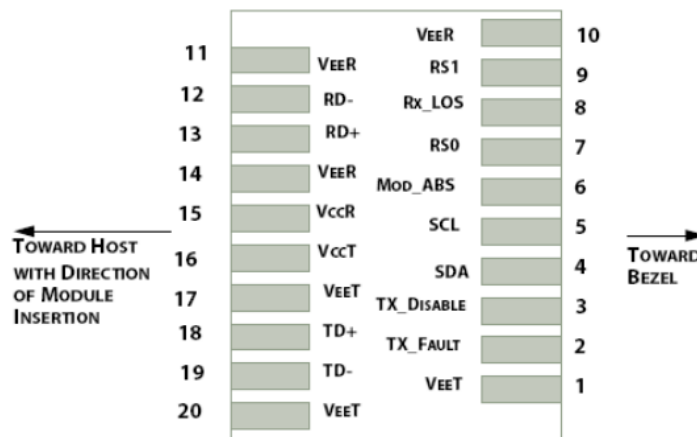 VEER 10
11 VEER
RS1 9
12 RD-
Rx_LOS 8
13 RD+
RS0 7
14 VEER
MOD_ABS 6
15 VCCR
SCL 5
TOWARD HOST
WITH DIRECTION
OF MODULE
INSERTION
16 VCCT
SDA 4
TOWARD
BEZEL
17 VEET
TX_DISABLE 3
18 TD+
TX_FAULT 2
19 TD-
VEET 1
20 VEET